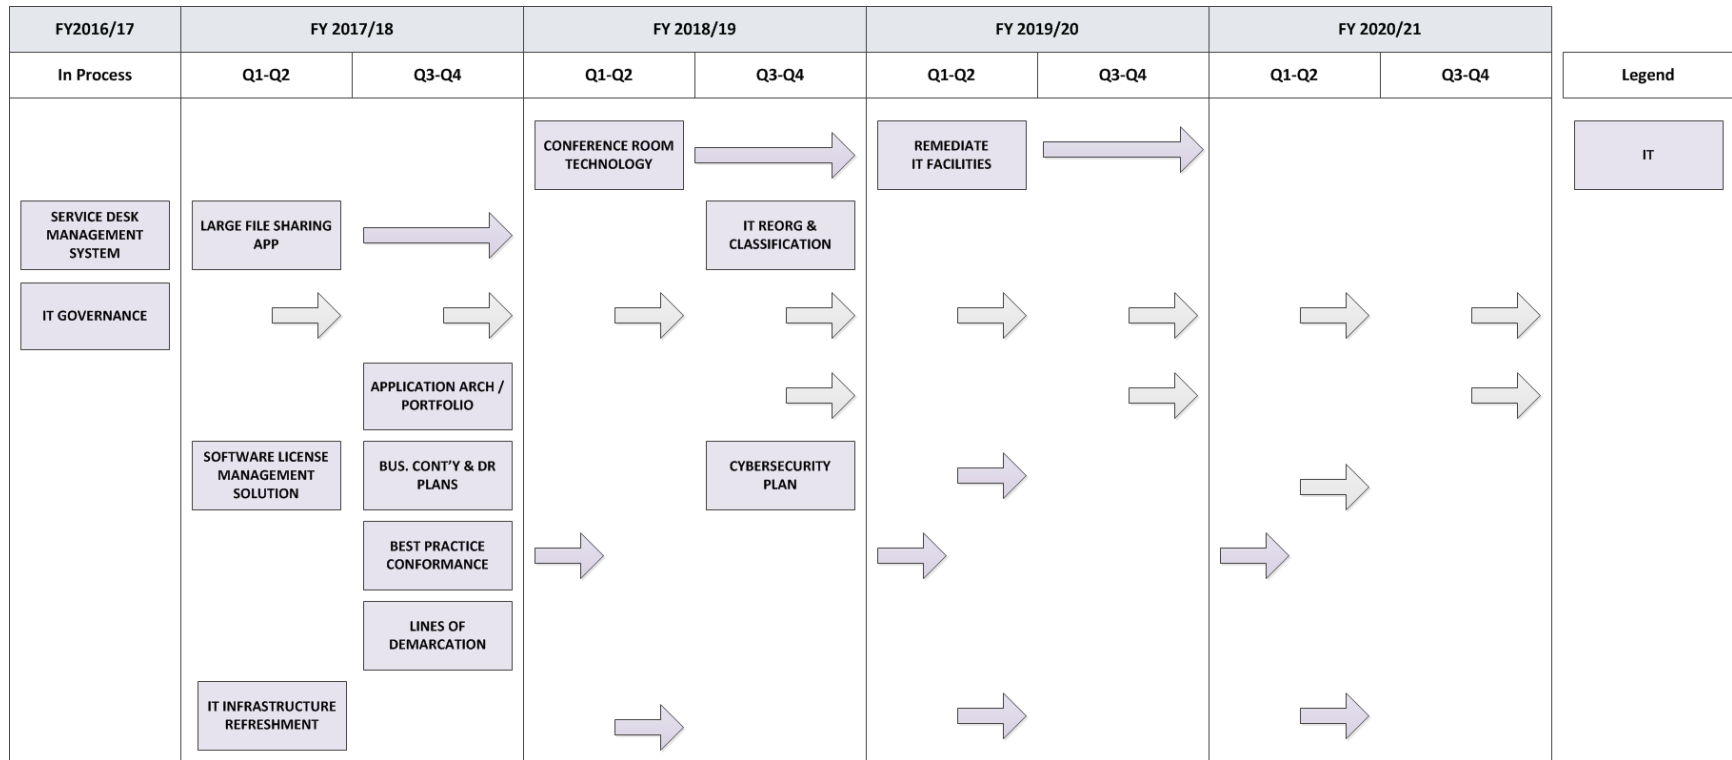 FY2016/17
FY 2017/18
FY 2018/19
FY 2019/20
FY 2020/21
In Process
Q1-Q2
Q3-Q4
Q1-Q2
Q3-Q4
Q1-Q2
Q3-Q4
Q1-Q2
Q3-Q4
Legend
CONFERENCE ROOM
TECHNOLOGY
REMEDIATE
IT FACILITIES
IT
SERVICE DESK
MANAGEMENT
SYSTEM
LARGE FILE SHARING
APP
IT REORG &
CLASSIFICATION
IT GOVERNANCE
APPLICATION ARCH /
PORTFOLIO
SOFTWARE LICENSE
MANAGEMENT
SOLUTION
BUS. CONT'Y & DR
PLANS
CYBERSECURITY
PLAN
BEST PRACTICE
CONFORMANCE
LINES OF
DEMARCATION
IT INFRASTRUCTURE
REFRESHMENT